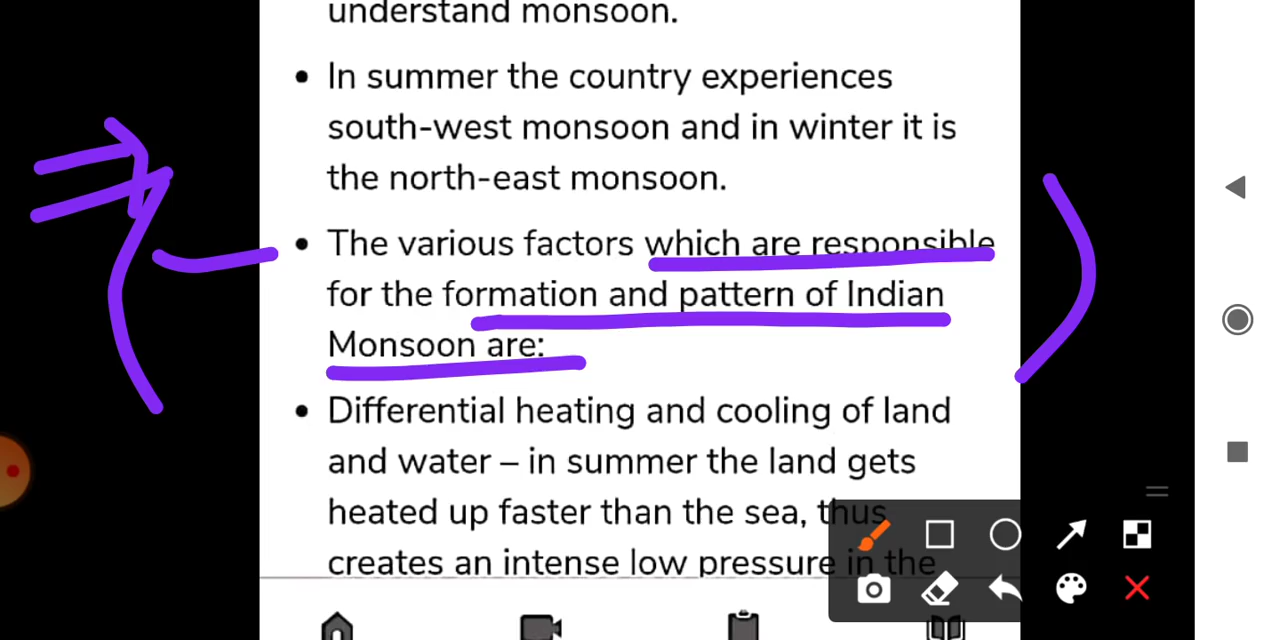 understand monsoon.
• In summer the country experiences
south-west monsoon and in winter it is
the north-east monsoon.
• The various factors which are responsible
for the formation and pattern of Indian
Monsoon are:
• Differential heating and cooling of land
and water – in summer the land gets
heated up faster than the sea, thus
creates an intense low pressure in the